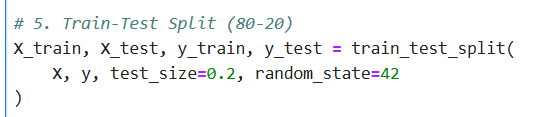 # 5. Train-Test Split (80-20)
X_train, X_test, y_train, y_test = train_test_split(
    X, y, test_size=0.2, random_state=42
)